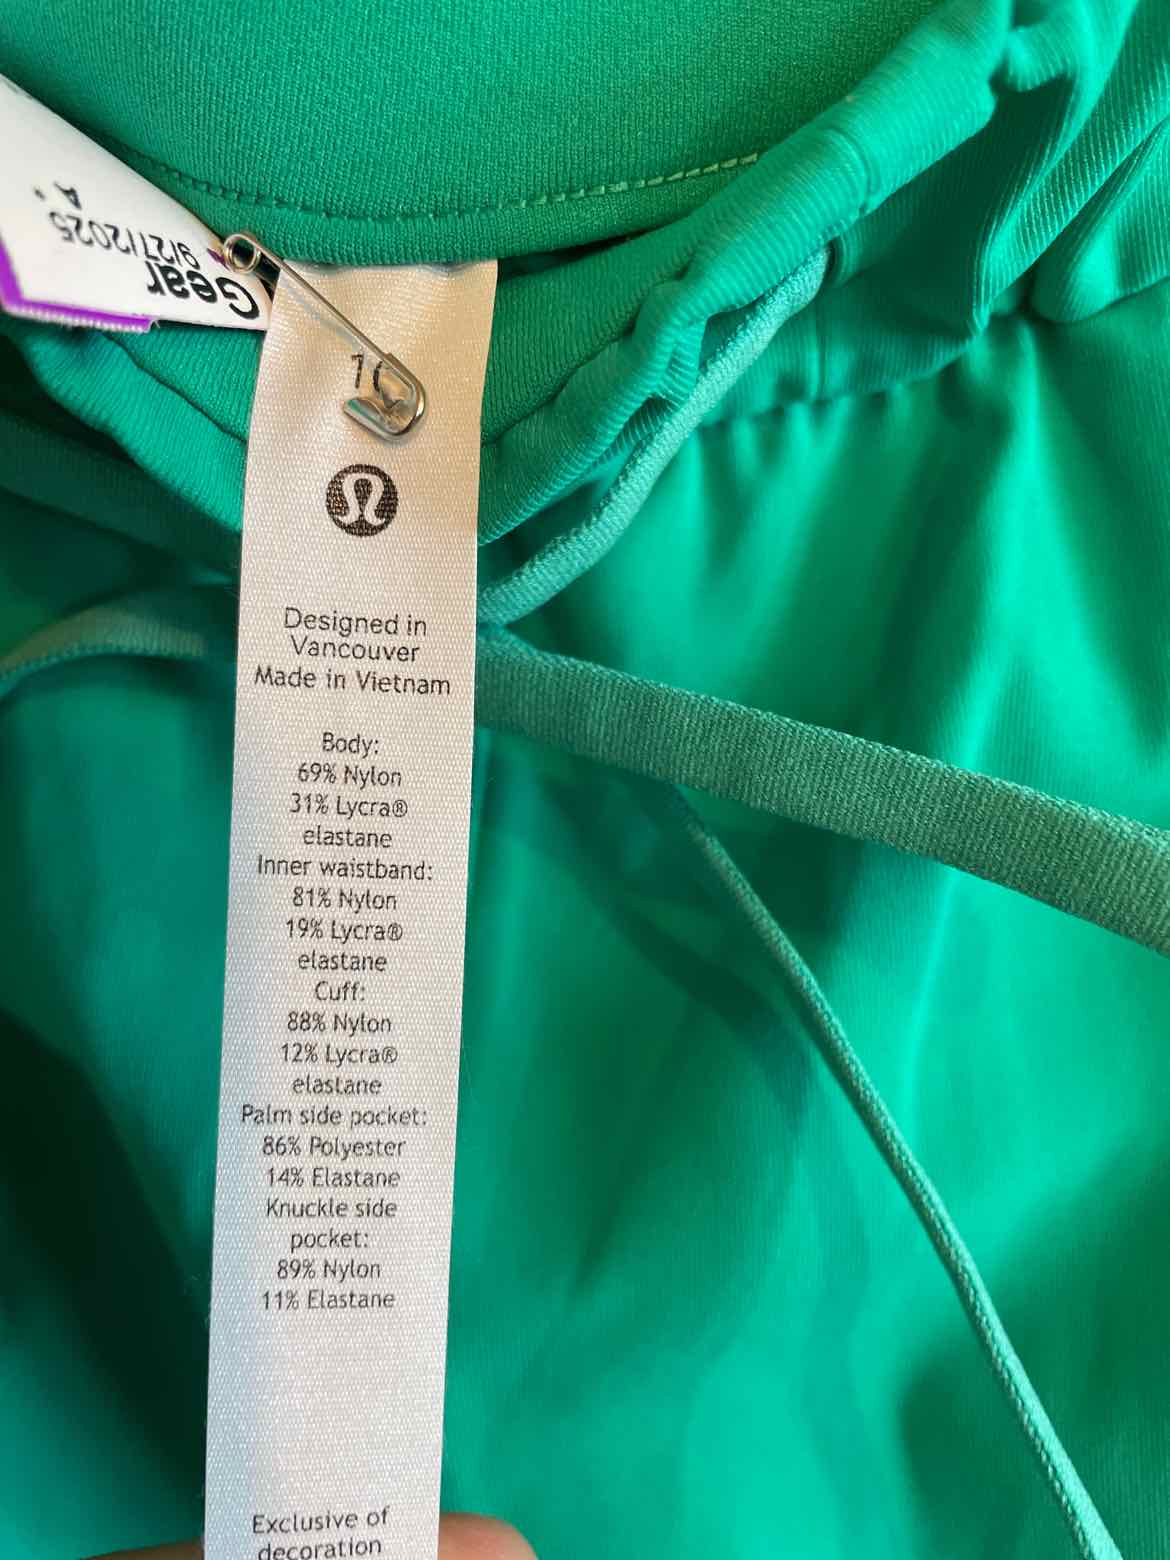 Gear
9/27/2025
A
Designed in
Vancouver
Made in Vietnam
Body:
69% Nylon
31% Lycra®
elastane
Inner waistband:
81% Nylon
19% Lycra®
elastane
Cuff:
88% Nylon
12% Lycra®
elastane
Palm side pocket:
86% Polyester
14% Elastane
Knuckle side
pocket:
89% Nylon
11% Elastane
Exclusive of
decoration